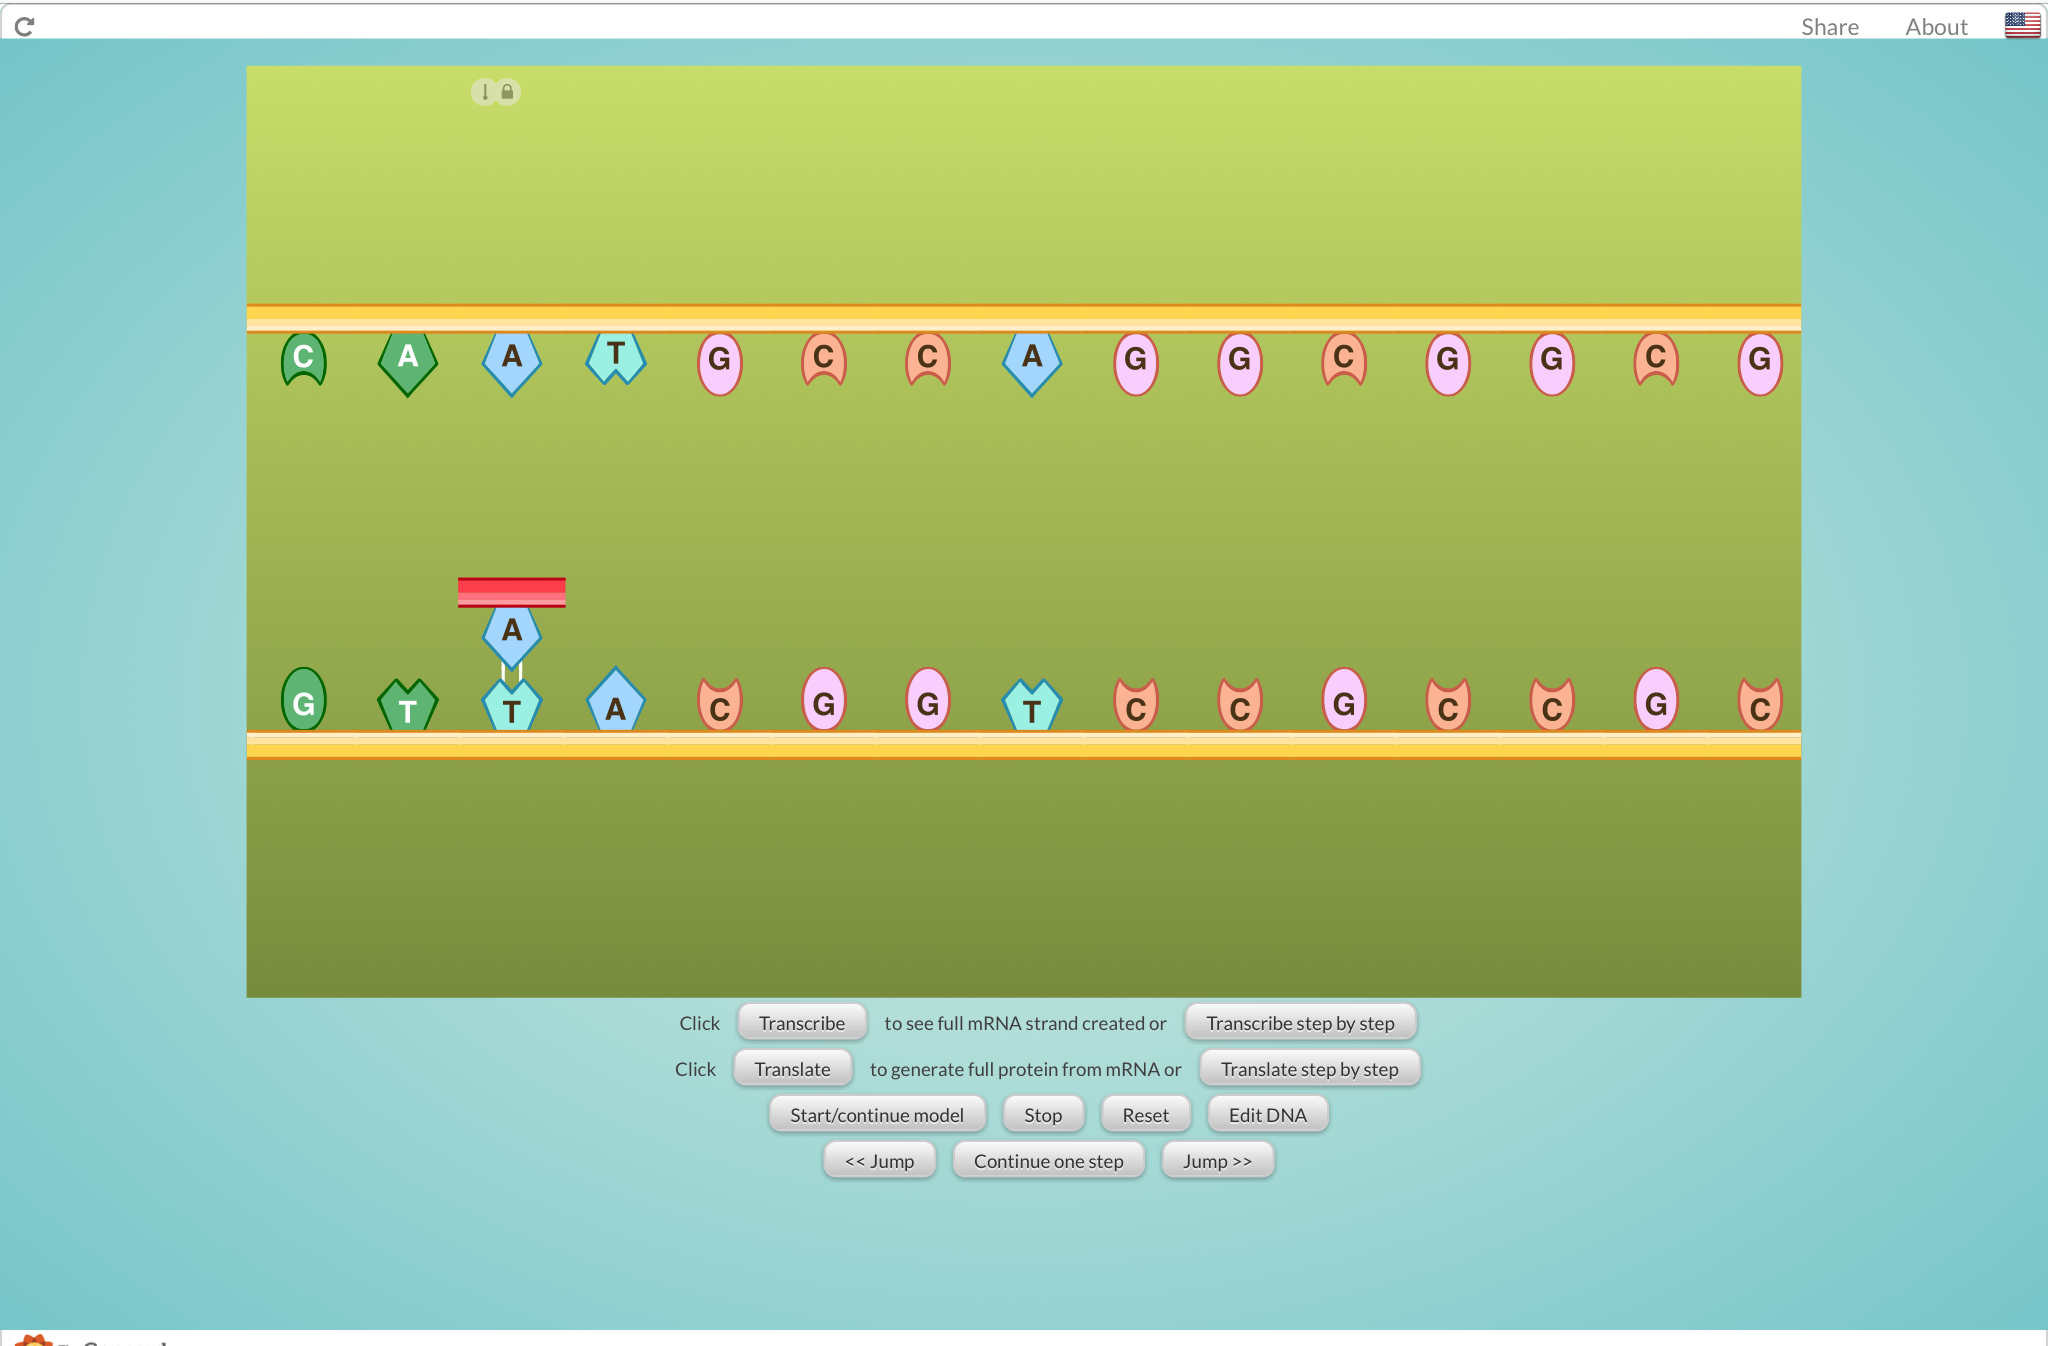 Share About
C A A T G C C A G G C G G C G
A
G T T A C G G T C C G C C G C
Click Transcribe to see full mRNA strand created or Transcribe step by step
Click Translate to generate full protein from mRNA or Translate step by step
Start/continue model Stop Reset Edit DNA
<< Jump Continue one step Jump >>